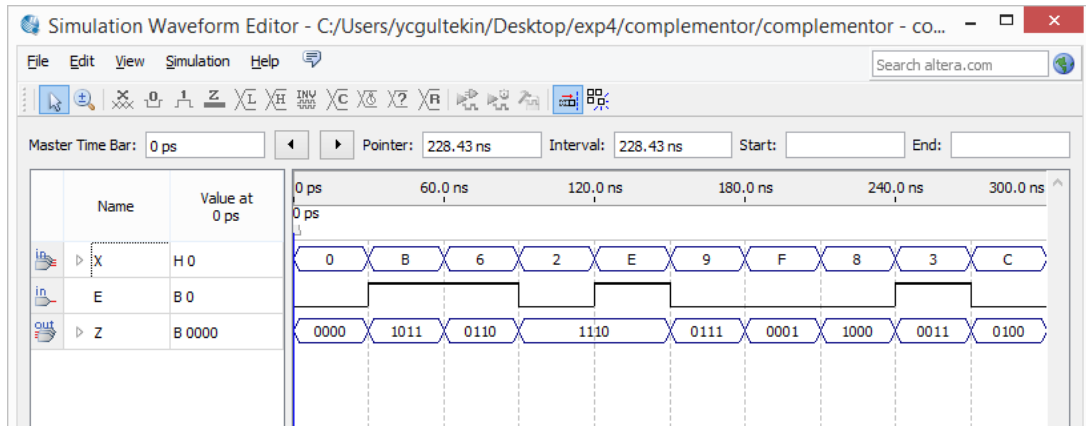 Simulation Waveform Editor - C:/Users/ycgultekin/Desktop/exp4/complementor/complementor - co...
File Edit View Simulation Help
Search altera.com
Master Time Bar: 0 ps Pointer: 228.43 ns Interval: 228.43 ns Start: End:
Name Value at 0 ps
0 ps 60.0 ns 120.0 ns 180.0 ns 240.0 ns 300.0 ns
0 ps
in X H 0 0 B 6 2 E 9 F 8 3 C
in E B 0
out Z B 0000 0000 1011 0110 1110 0111 0001 1000 0011 0100